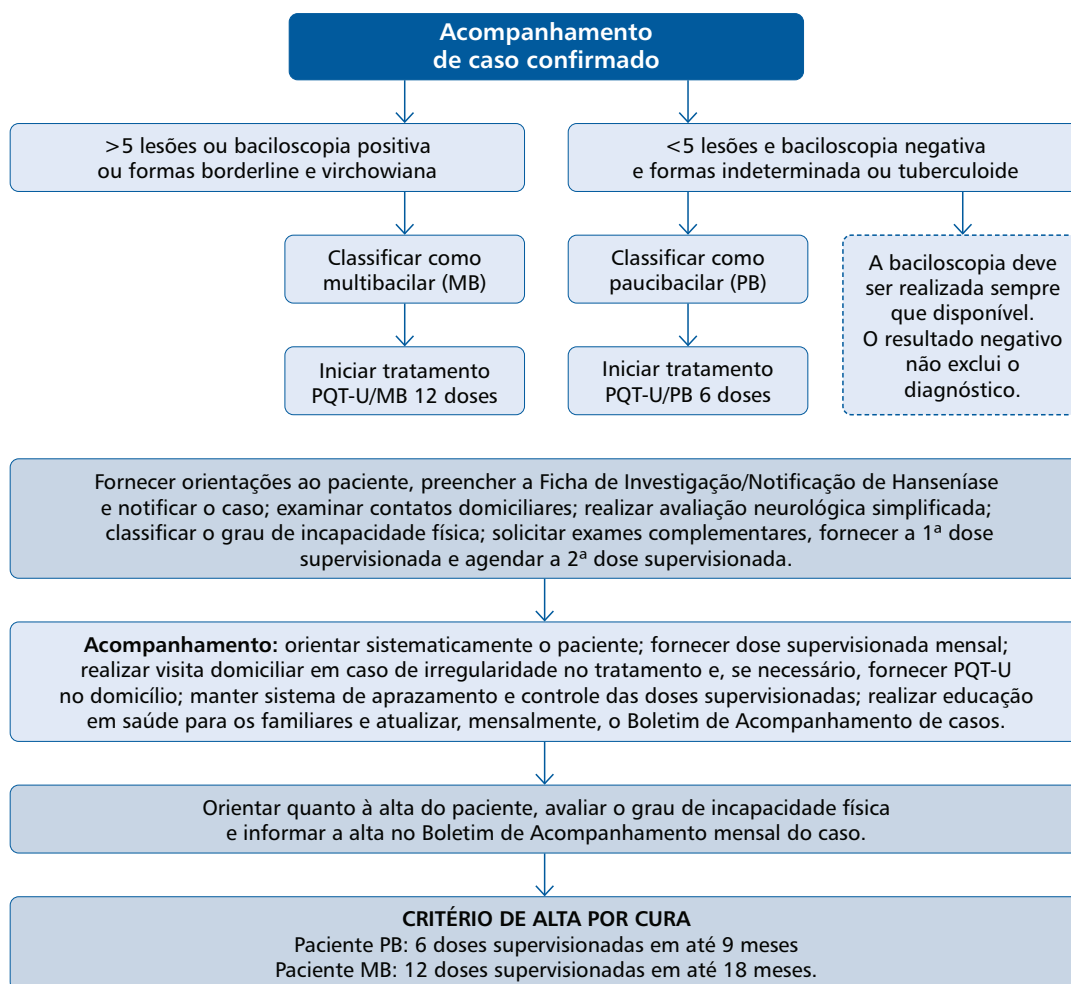 Acompanhamento
de caso confirmado
>5 lesões ou baciloscopia positiva
ou formas borderline e virchowiana
<5 lesões e baciloscopia negativa
e formas indeterminada ou tuberculoide
Classificar como
multibacilar (MB)
Classificar como
paucibacilar (PB)
A baciloscopia deve
ser realizada sempre
que disponível.
O resultado negativo
não exclui o
diagnóstico.
Iniciar tratamento
PQT-U/MB 12 doses
Iniciar tratamento
PQT-U/PB 6 doses
Fornecer orientações ao paciente, preencher a Ficha de Investigação/Notificação de Hanseníase
e notificar o caso; examinar contatos domiciliares; realizar avaliação neurológica simplificada;
classificar o grau de incapacidade física; solicitar exames complementares, fornecer a 1ª dose
supervisionada e agendar a 2ª dose supervisionada.
Acompanhamento: orientar sistematicamente o paciente; fornecer dose supervisionada mensal;
realizar visita domiciliar em caso de irregularidade no tratamento e, se necessário, fornecer PQT-U
no domicílio; manter sistema de aprazamento e controle das doses supervisionadas; realizar educação
em saúde para os familiares e atualizar, mensalmente, o Boletim de Acompanhamento de casos.
Orientar quanto à alta do paciente, avaliar o grau de incapacidade física
e informar a alta no Boletim de Acompanhamento mensal do caso.
CRITÉRIO DE ALTA POR CURA
Paciente PB: 6 doses supervisionadas em até 9 meses
Paciente MB: 12 doses supervisionadas em até 18 meses.